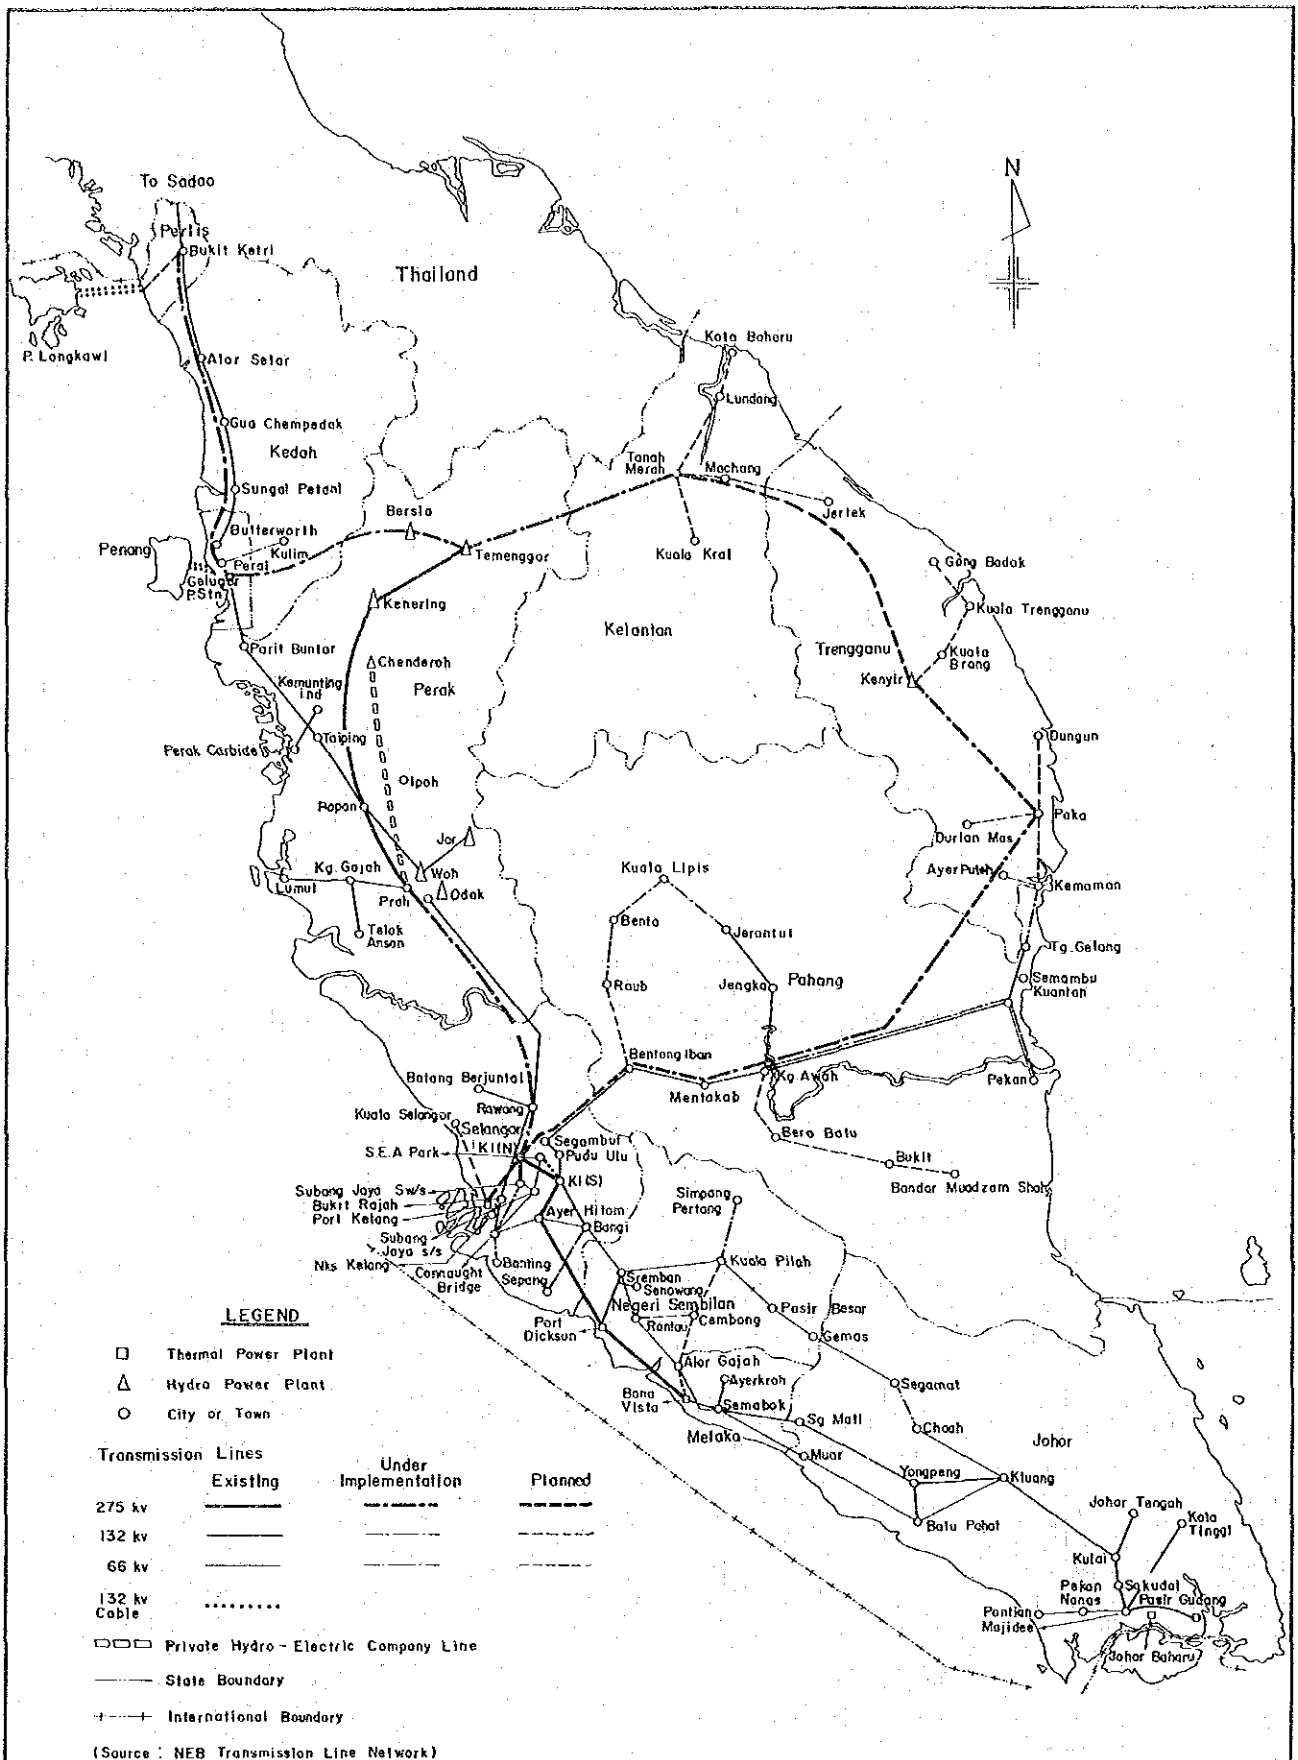 N
To Sadao
Perlis
Bukit Ketri
Thailand
P. Langkawi
Kota Baharu
Alor Setar
Lundang
Gua Chempedak
Kedah
Tanah
Merah
Machang
Sungai Petani
Jertek
Bersia
Butterworth
Kulim
Penang
Temenggor
Kuala Krai
Perai
Gelugor
P.Stn
Gong Badak
Kenering
Kuala Trengganu
Kelantan
Parit Buntar
Trengganu
Kuala
Brang
Chenderoh
Kenyir
Kemunting
Ind
Perak
Dungun
Taiping
Perak Carbide
Ipoh
Papan
Paka
Durian Mas
Jor
Kuala Lipis
Ayer Puteh
Kg. Gajah
Woh
Kemaman
Lumut
Odak
Prah
Benta
Jerantut
Telok
Anson
Tg. Gelang
Semambu
Raub
Jengka
Pahang
Kuantan
Bentong Iban
Batang Berjuntai
Kg. Awah
Pekan
Mentakab
Rawang
Kuala Selangor
Selangor
Bera Batu
Segambut
KI(N)
S.E.A Park
Pudu Ulu
Bukit
KI(S)
Bandar Muadzam Shah
Subang Jaya Sw/s
Simpang
Pertang
Bukit Rajah
Port Kelang
Ayer Hitam
Bangi
Subang
Jaya s/s
Nks Kelang
Banting
Kuala Pilah
Connaught
Bridge
Sepang
Sremban
Senawang
LEGEND
Negeri Sembilan
Pasir Besar
Port
Dicksun
Rantau
Cembong
Gemas
Thermal Power Plant
Alor Gajah
Hydro Power Plant
Ayerkroh
Segamat
Bana
Vista
City or Town
Semabok
Sg Mati
Chaah
Melaka
Johor
Transmission Lines
Muar
Existing
Under
Implementation
Planned
Yongpeng
Kluang
275 kv
Johor Tengah
Kota
Tinggi
132 kv
Batu Pahat
66 kv
Kulai
132 kv
Cable
Pekan
Nanas
Sakudai
Pasir Gudang
Pontian
Majidee
Private Hydro - Electric Company Line
Johor Baharu
State Boundary
International Boundary
(Source : NEB Transmission Line Network)